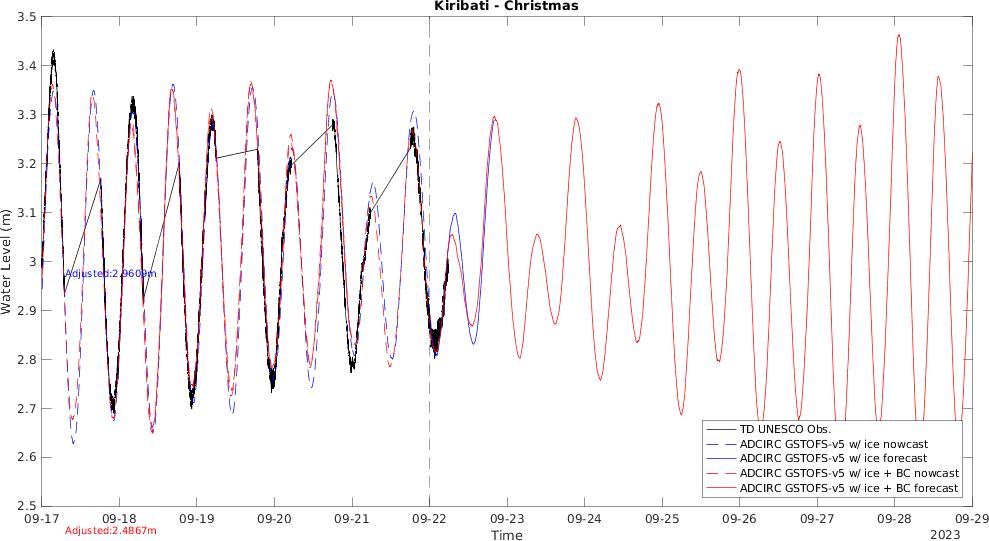 Kiribati - Christmas
3.5
3.4
3.3
3.2
3.1
3
2.9
2.8
2.7
2.6
2.5
Water Level (m)
Adjusted:2.9609m
Adjusted:2.4867m
TD UNESCO Obs.
ADCIRC GSTOFS-v5 w/ ice nowcast
ADCIRC GSTOFS-v5 w/ ice forecast
ADCIRC GSTOFS-v5 w/ ice + BC nowcast
ADCIRC GSTOFS-v5 w/ ice + BC forecast
09-17 09-18 09-19 09-20 09-21 09-22 09-23 09-24 09-25 09-26 09-27 09-28 09-29
Time
2023